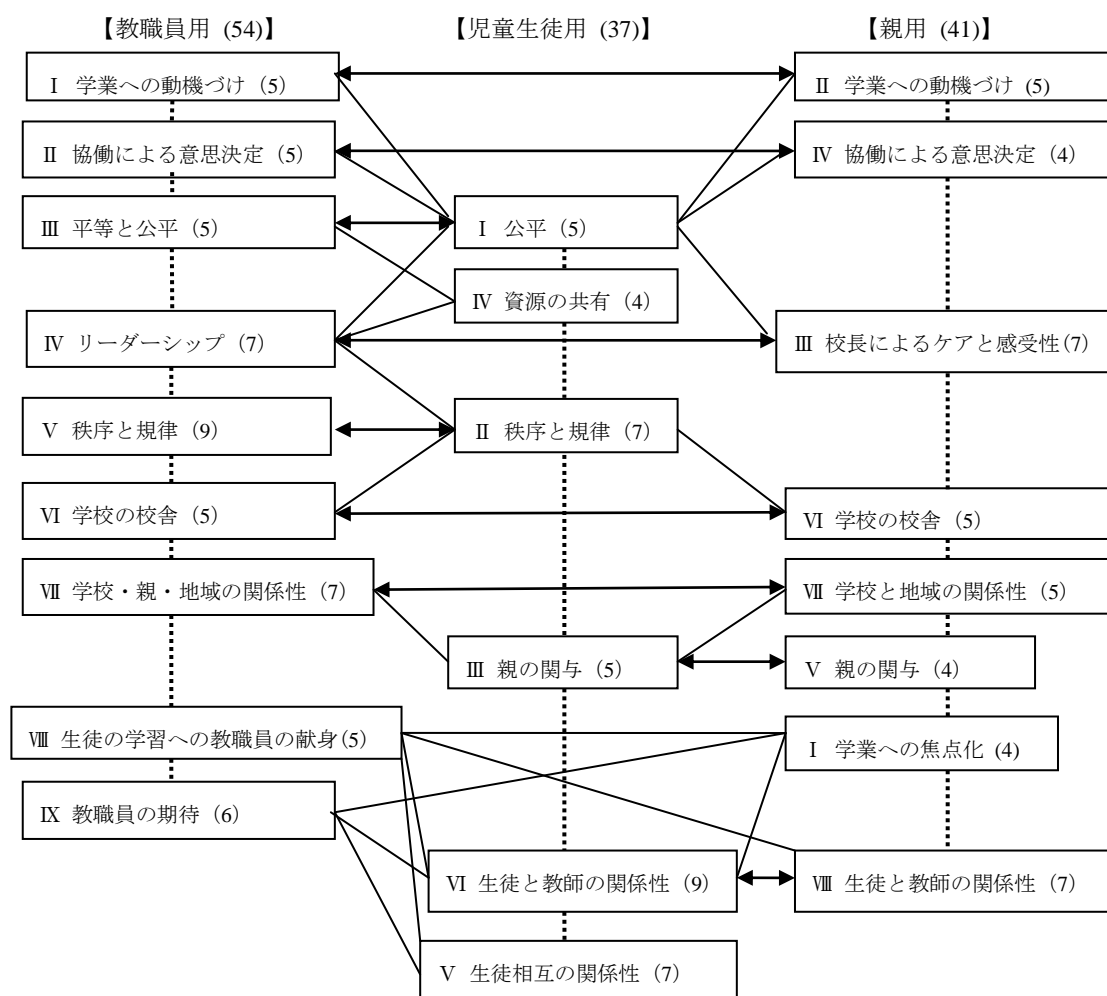 【教職員用 (54)】 【児童生徒用 (37)】 【親用 (41)】
Ⅰ 学業への動機づけ（5） Ⅱ 学業への動機づけ (5)
Ⅱ 協働による意思決定（5） Ⅳ 協働による意思決定（4）
Ⅲ 平等と公平（5） Ⅰ 公平（5）
Ⅳ 資源の共有（4）
Ⅳ リーダーシップ（7） Ⅲ 校長によるケアと感受性(7)
Ⅴ 秩序と規律（9） Ⅱ 秩序と規律（7）
Ⅵ 学校の校舎（5） Ⅵ 学校の校舎（5）
Ⅶ 学校・親・地域の関係性（7） Ⅶ 学校と地域の関係性（5）
Ⅲ 親の関与（5） Ⅴ 親の関与（4）
Ⅷ 生徒の学習への教職員の献身(5) Ⅰ 学業への焦点化（4）
Ⅸ 教職員の期待（6）
Ⅵ 生徒と教師の関係性（9） Ⅷ 生徒と教師の関係性（7）
Ⅴ 生徒相互の関係性（7）